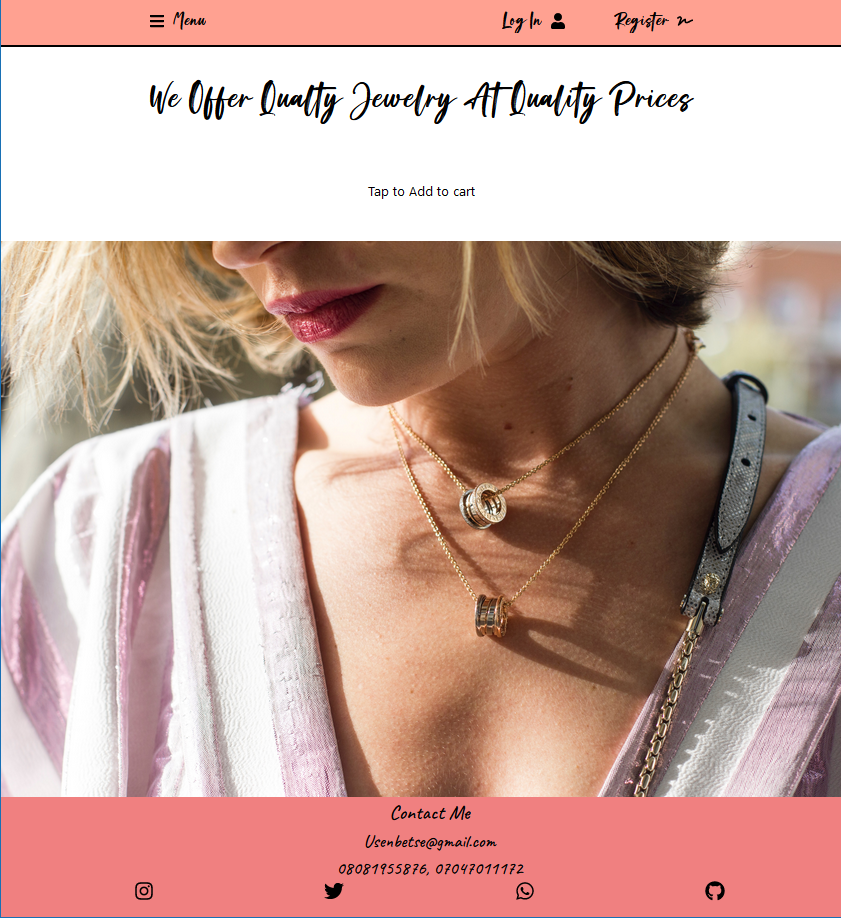 Menu Log In Register
We Offer Qualty Jewelry At Quality Prices
Tap to Add to cart
Contact Me
Usenbetse@gmail.com
08081955876, 07047011172